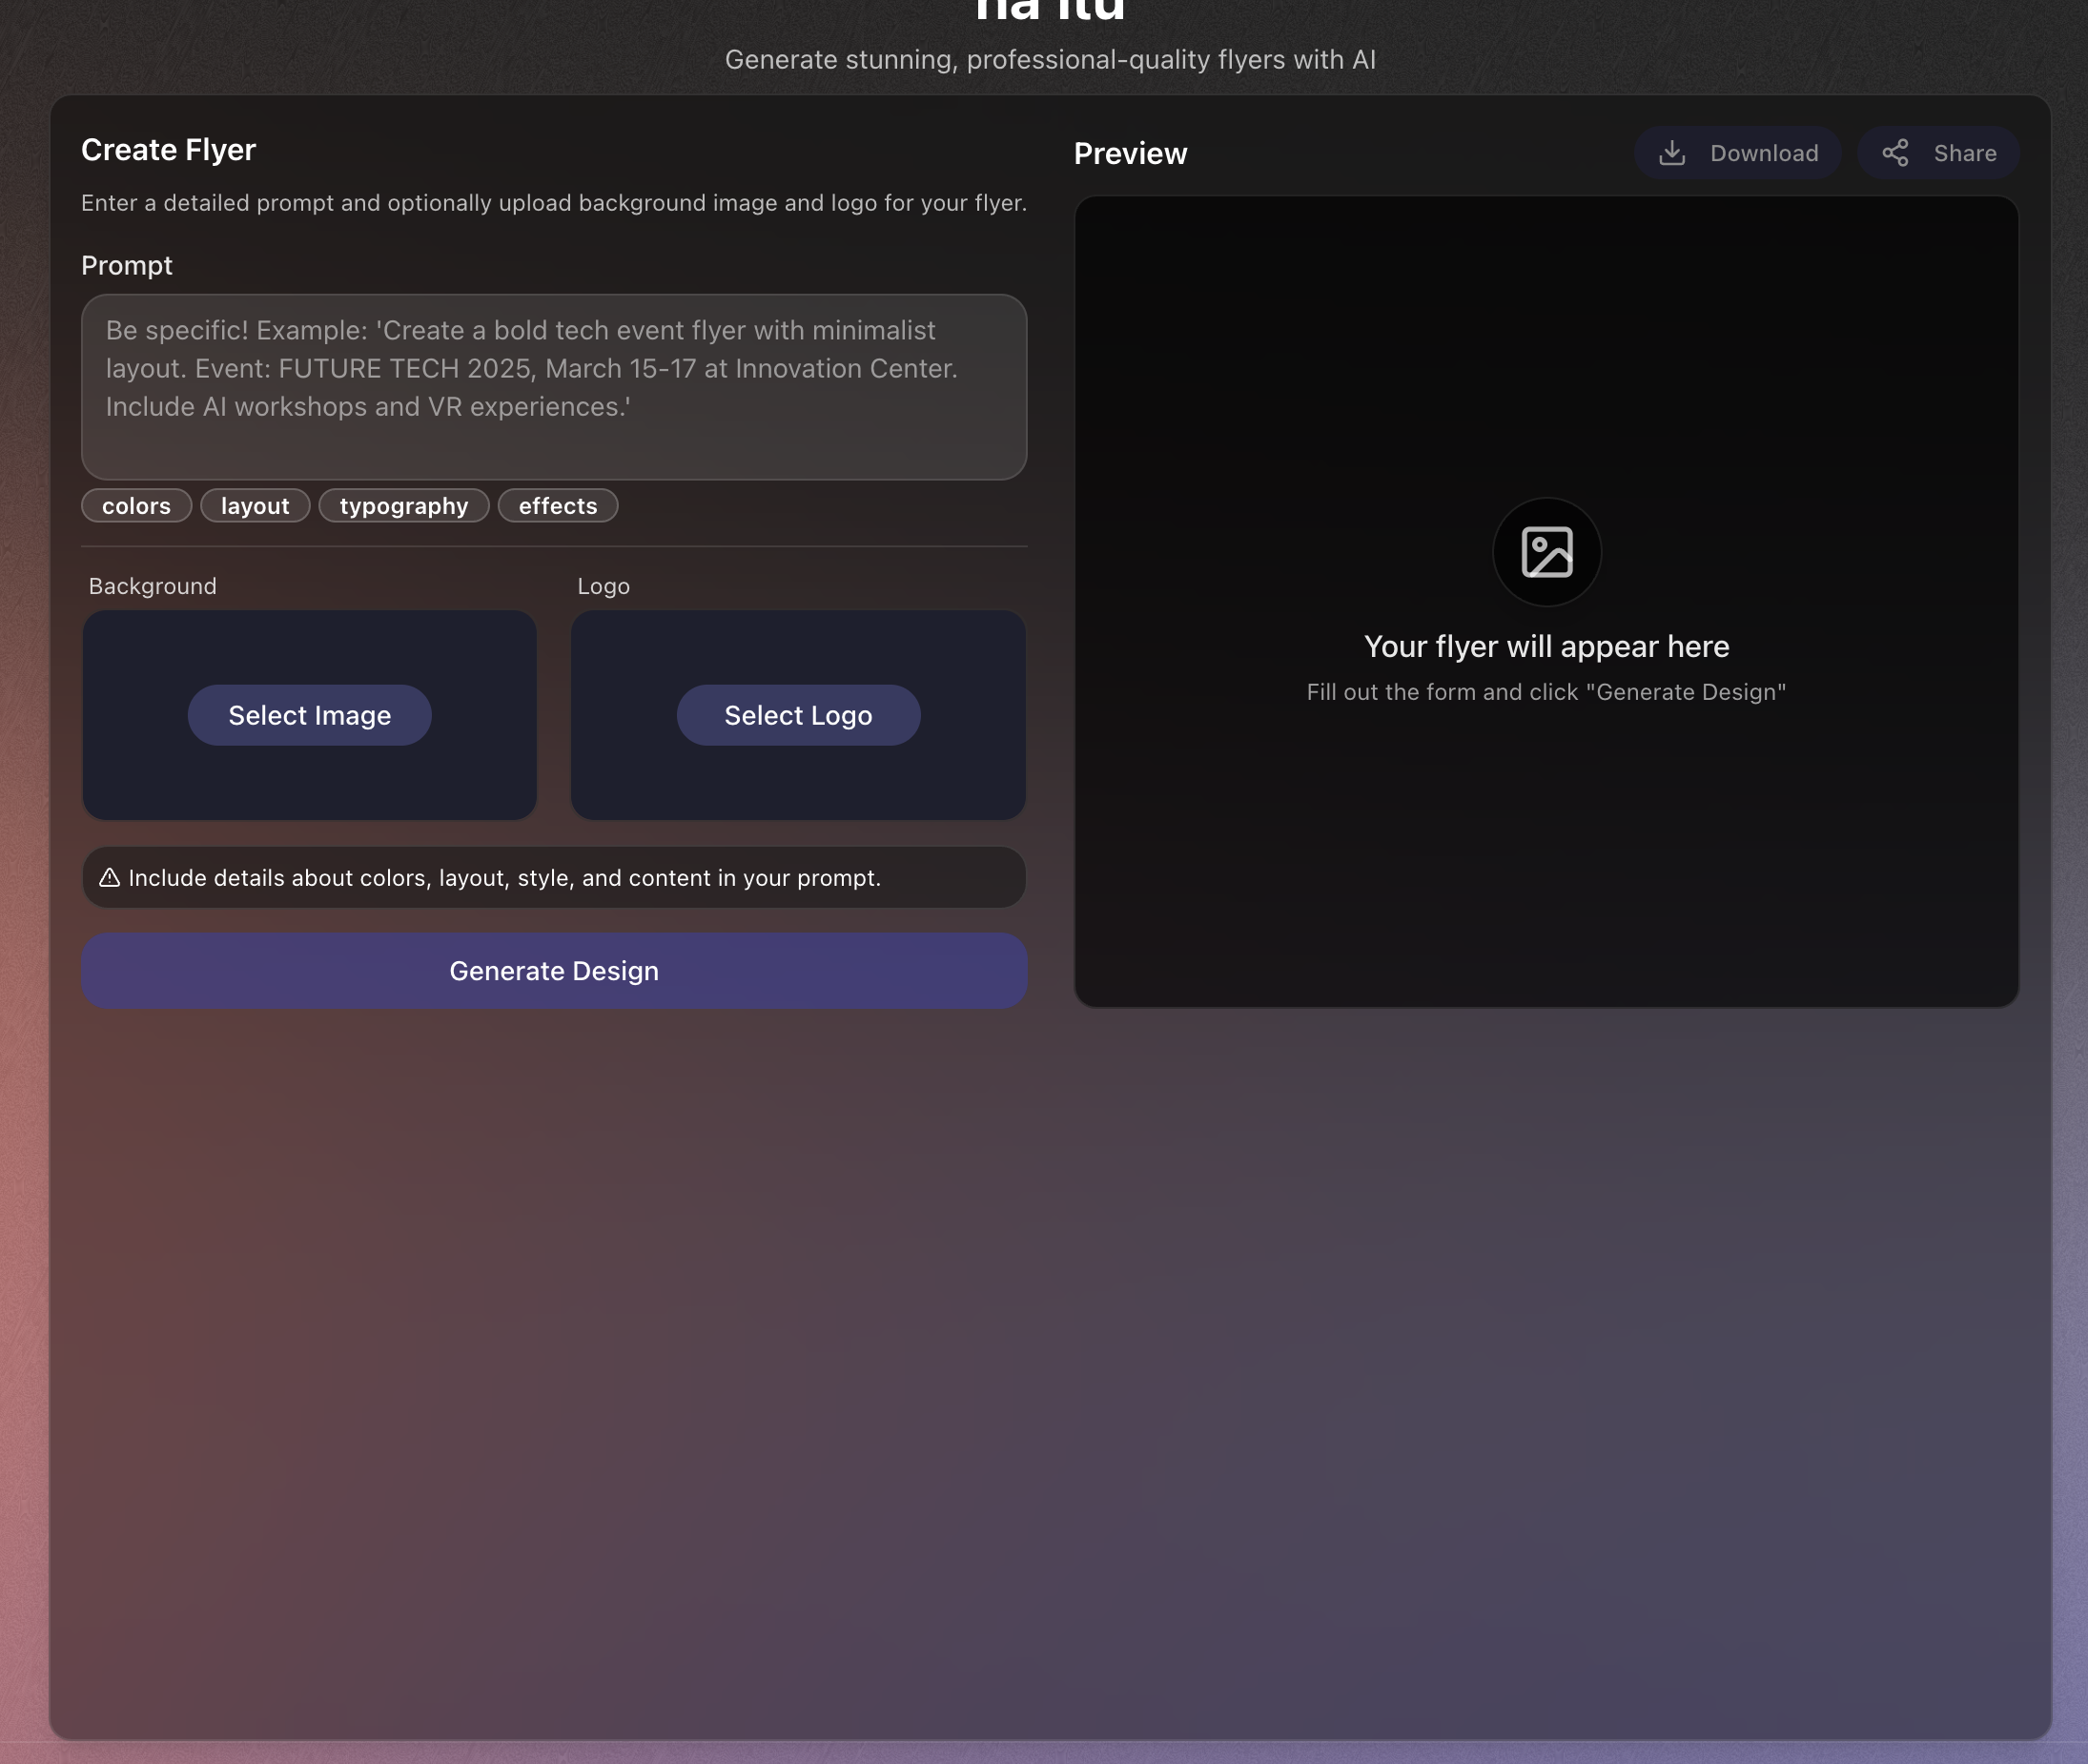 Generate stunning, professional-quality flyers with AI
Create Flyer
Enter a detailed prompt and optionally upload background image and logo for your flyer.
Prompt
Be specific! Example: 'Create a bold tech event flyer with minimalist
layout. Event: FUTURE TECH 2025, March 15-17 at Innovation Center.
Include AI workshops and VR experiences.'
colors
layout
typography
effects
Background
Logo
Select Image
Select Logo
Include details about colors, layout, style, and content in your prompt.
Generate Design
Preview
Download
Share
Your flyer will appear here
Fill out the form and click "Generate Design"